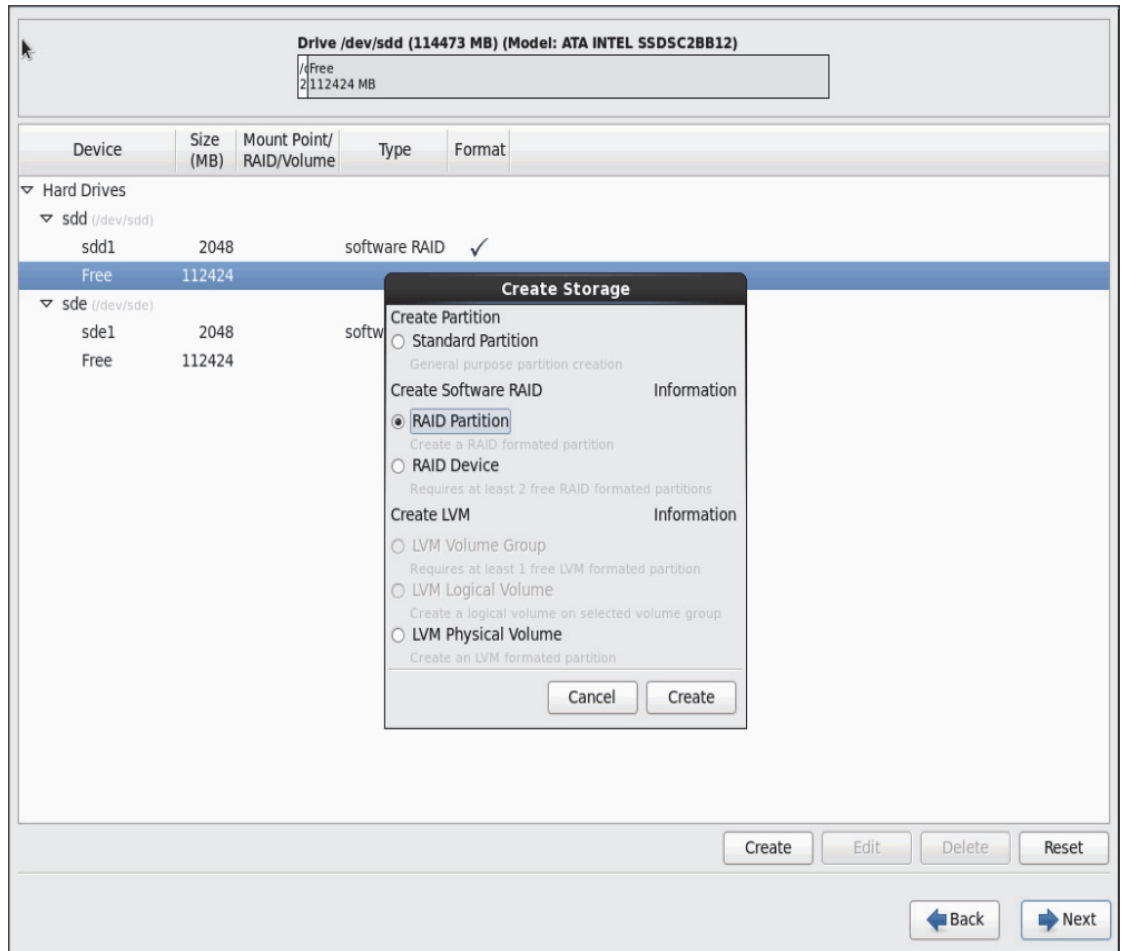 Drive /dev/sdd (114473 MB) (Model: ATA INTEL SSDSC2BB12)
Free
2 112424 MB
Device
Size (MB)
Mount Point/ RAID/Volume
Type
Format
Hard Drives
sdd (/dev/sdd)
sdd1 2048 software RAID ✓
Free 112424
sde (/dev/sde)
sde1 2048 softw
Free 112424
Create Storage
Create Partition
Standard Partition
General purpose partition creation
Create Software RAID Information
RAID Partition
Create a RAID formated partition
RAID Device
Requires at least 2 free RAID formated partitions
Create LVM Information
LVM Volume Group
Requires at least 1 free LVM formated partition
LVM Logical Volume
Create a logical volume on selected volume group
LVM Physical Volume
Create an LVM formated partition
Cancel Create
Create Edit Delete Reset
Back Next